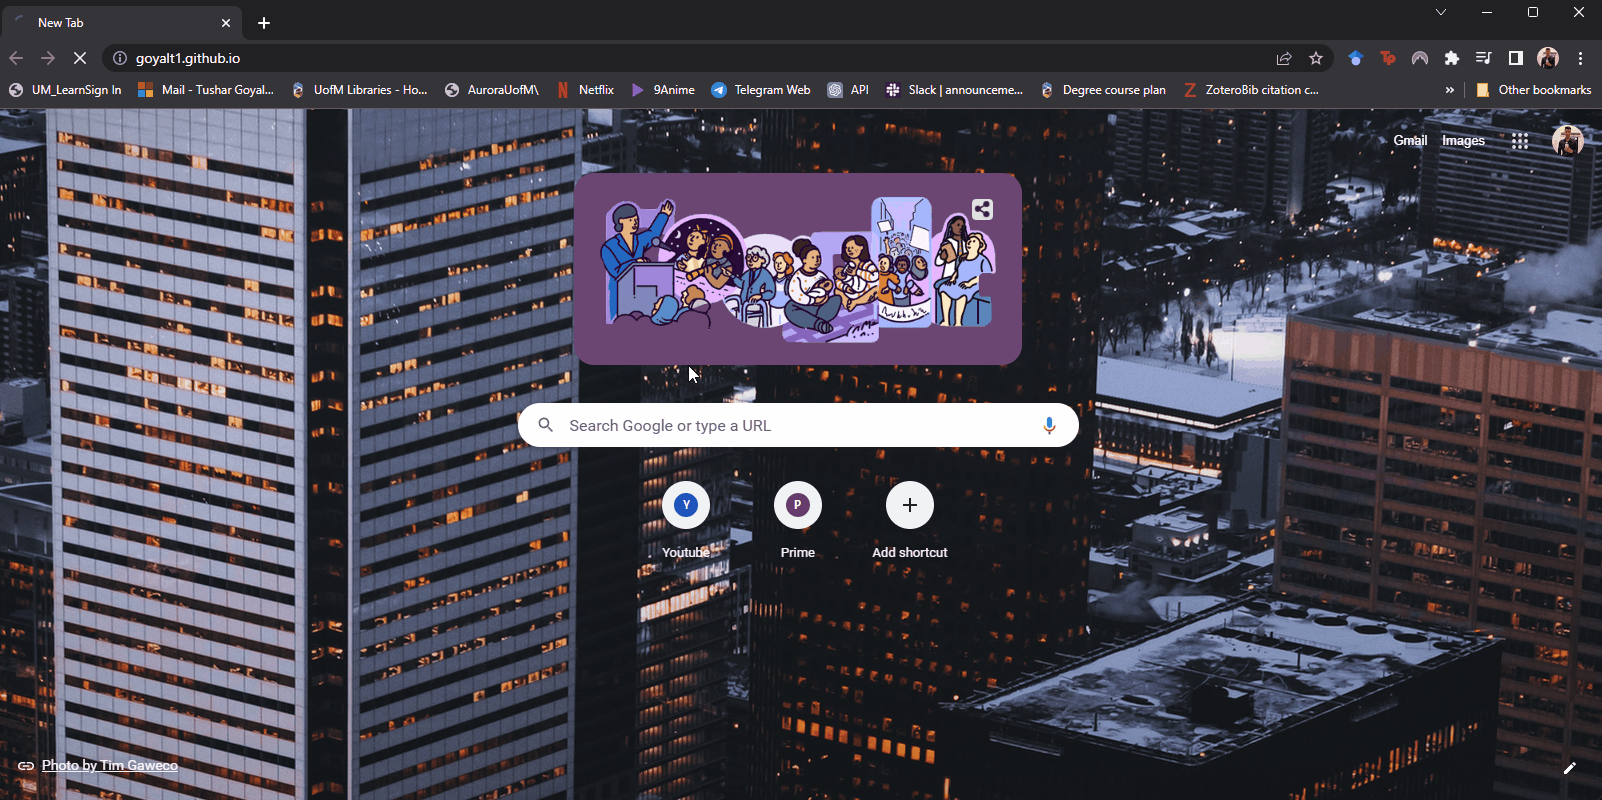 New Tab
goyalt1.github.io
UM_LearnSign In
Mail - Tushar Goyal...
UofM Libraries - Ho...
AuroraUofM\
N Netflix
9Anime
Telegram Web
API
Slack | announceme...
Degree course plan
Z ZoteroBib citation c...
»
Other bookmarks
Tp
Gmail Images
Search Google or type a URL
Y
P
Youtube
Prime
Add shortcut
Photo by Tim Gaweco